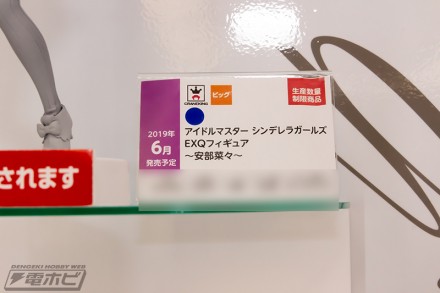 CRANEKING
ビッグ
生産数量
制限商品
2019年
6月
発売予定
アイドルマスター シンデレラガールズ
EXQフィギュア
～安部菜々～
されます
DENGEKI HOBBY WEB
電ホビ